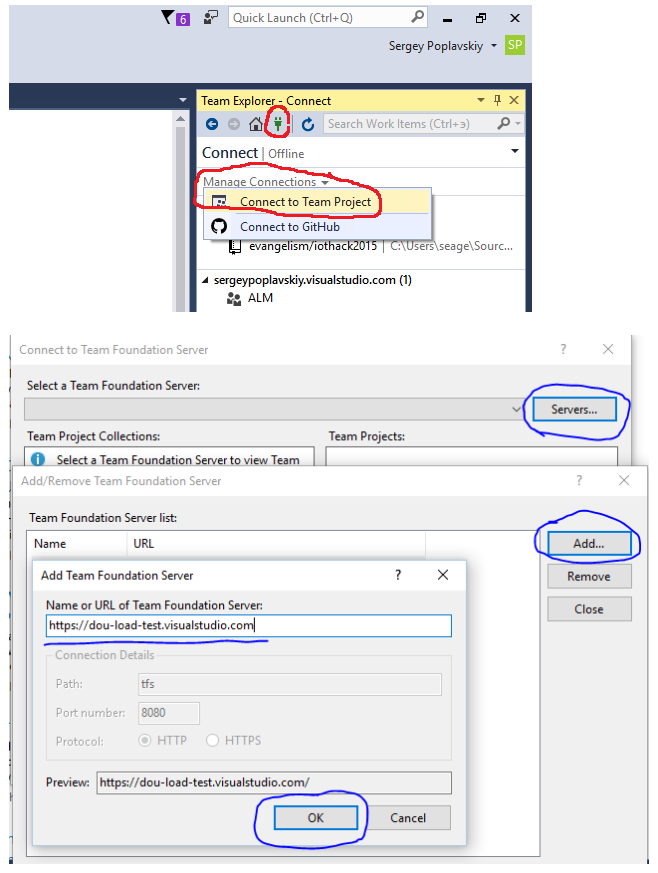 6
Quick Launch (Ctrl+Q)
Sergey Poplavskiy
SP
Team Explorer - Connect
Search Work Items (Ctrl+э)
Connect | Offline
Manage Connections
Connect to Team Project
Connect to GitHub
evangelism/iothack2015 | C:\Users\seage\Sourc...
sergeypoplavskiy.visualstudio.com (1)
ALM
Connect to Team Foundation Server
Select a Team Foundation Server:
Servers...
Team Project Collections:
Team Projects:
Select a Team Foundation Server to view Team
Add/Remove Team Foundation Server
Team Foundation Server list:
Name URL
Add...
Remove
Close
Add Team Foundation Server
Name or URL of Team Foundation Server:
https://dou-load-test.visualstudio.com
Connection Details
Path: tfs
Port number: 8080
Protocol: HTTP HTTPS
Preview: https://dou-load-test.visualstudio.com/
OK Cancel